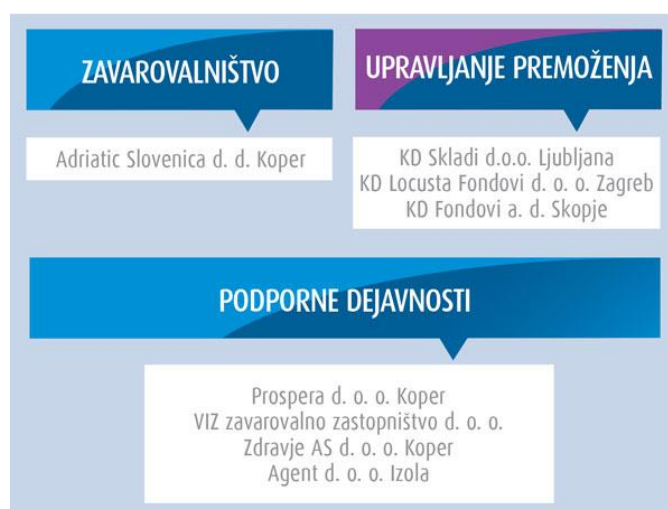 ZAVAROVALNIŠTVO
Adriatic Slovenica d. d. Koper
UPRAVLJANJE PREMOŽENJA
KD Skladi d.o.o. Ljubljana
KD Locusta Fondovi d. o. o. Zagreb
KD Fondovi a. d. Skopje
PODPORNE DEJAVNOSTI
Prospera d. o. o. Koper
VIZ zavarovalno zastopništvo d. o. o.
Zdravje AS d. o. o. Koper
Agent d. o. o. Izola